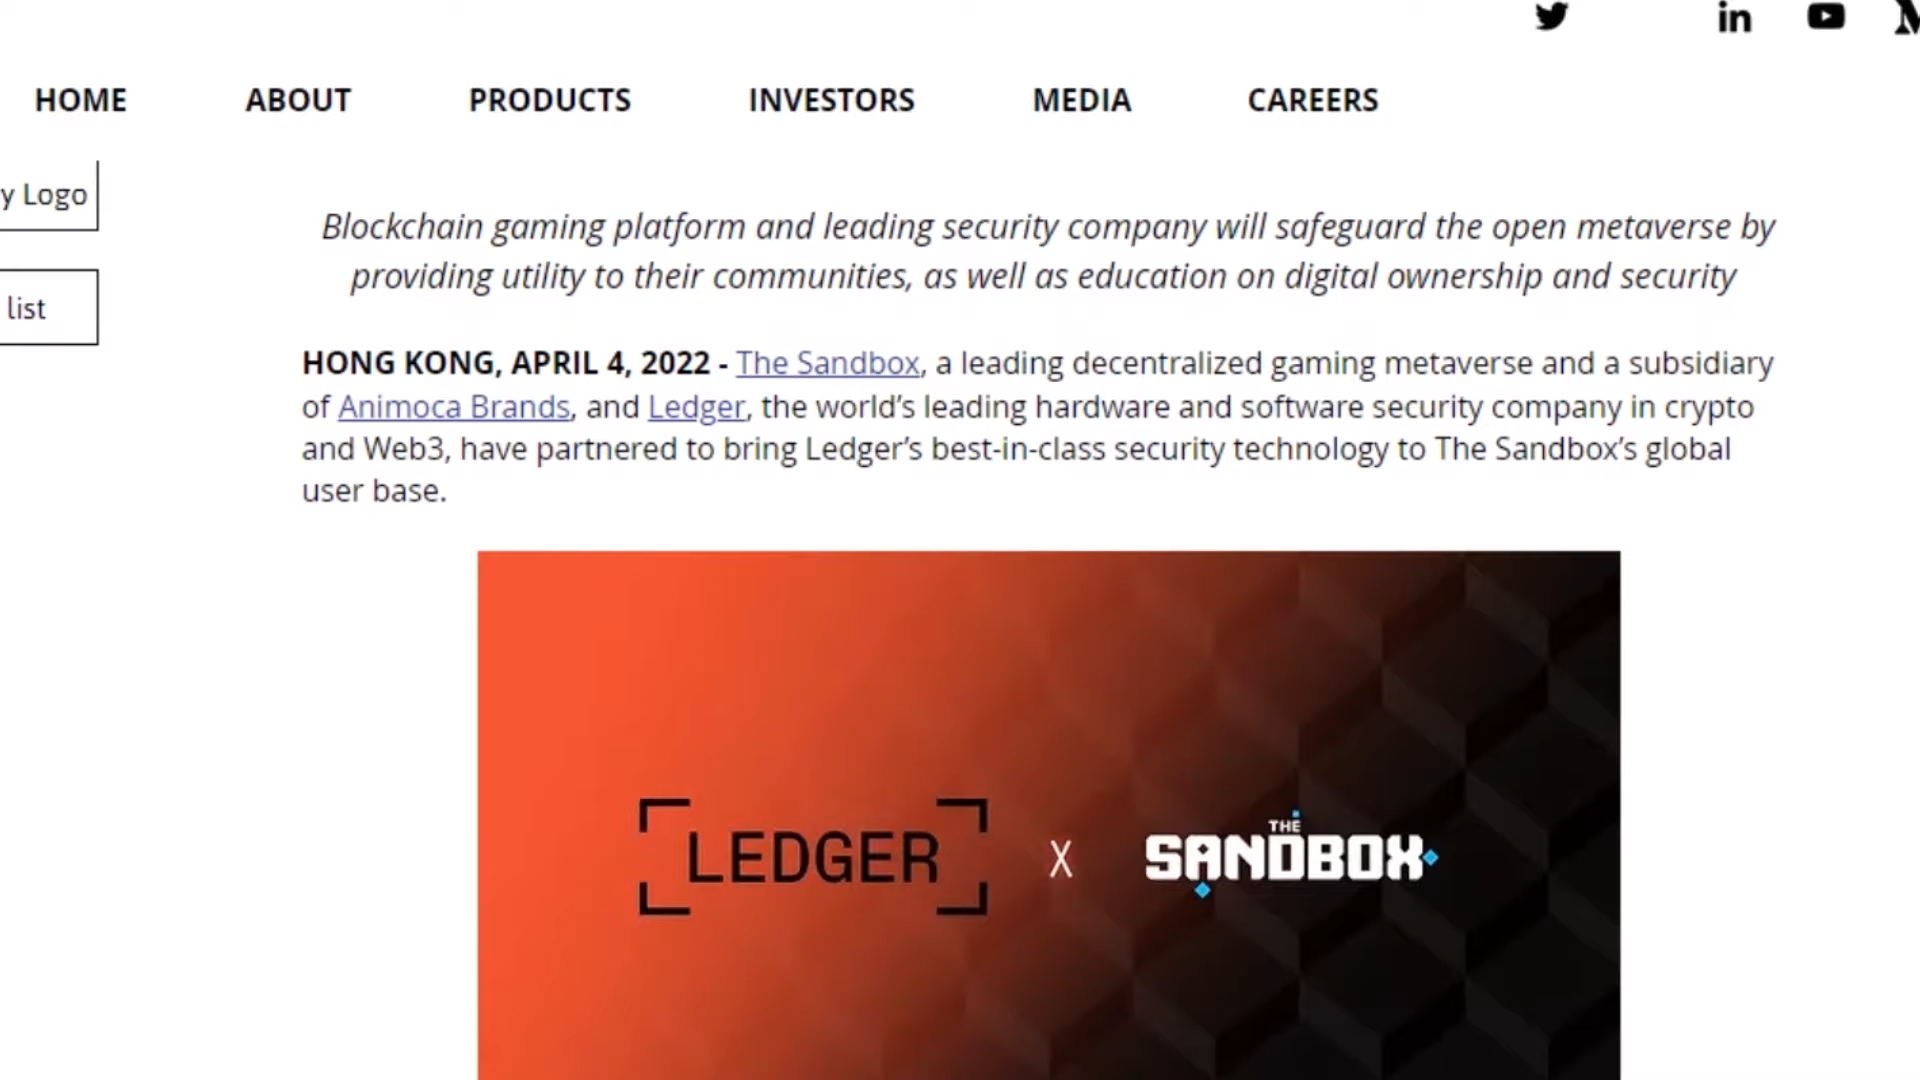 HOME ABOUT PRODUCTS INVESTORS MEDIA CAREERS
y Logo
list
Blockchain gaming platform and leading security company will safeguard the open metaverse by
providing utility to their communities, as well as education on digital ownership and security
HONG KONG, APRIL 4, 2022 - The Sandbox, a leading decentralized gaming metaverse and a subsidiary
of Animoca Brands, and Ledger, the world’s leading hardware and software security company in crypto
and Web3, have partnered to bring Ledger’s best-in-class security technology to The Sandbox’s global
user base.
LEDGER X THE SANDBOX